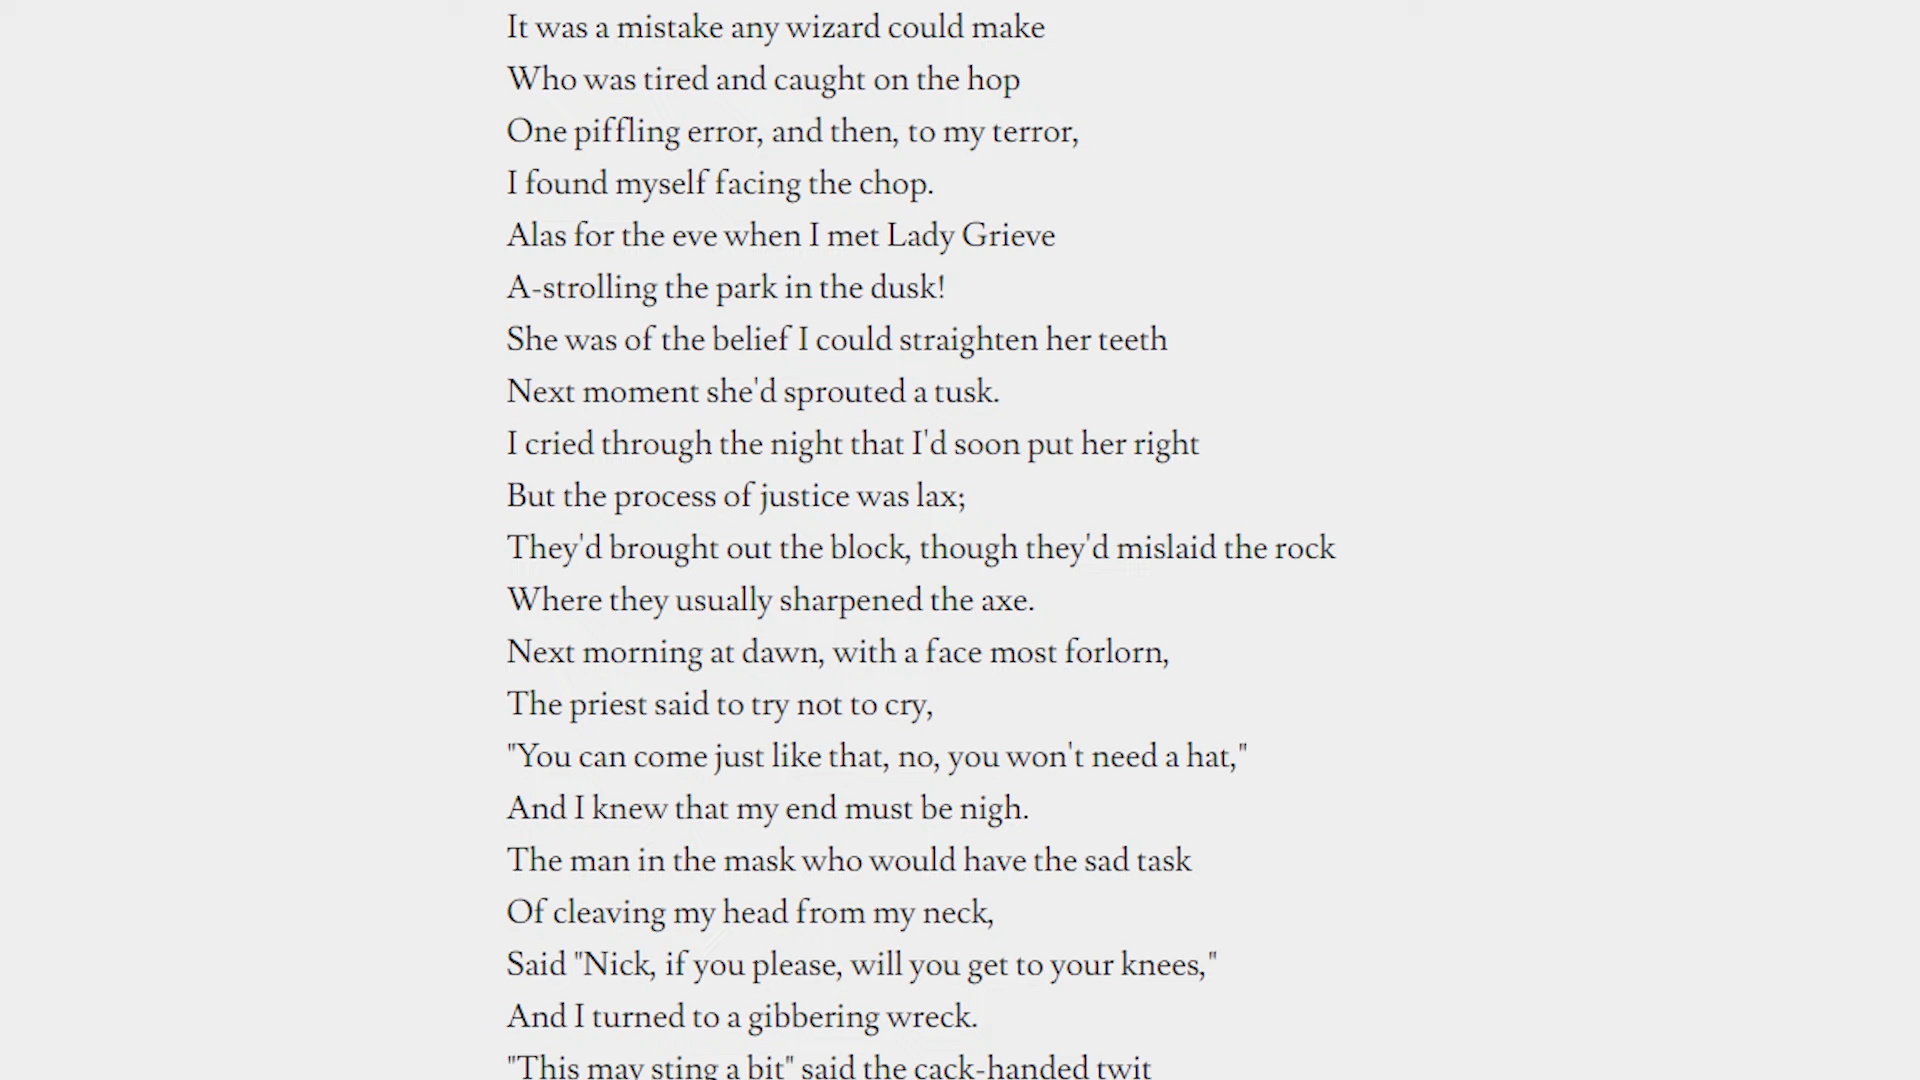 It was a mistake any wizard could make
Who was tired and caught on the hop
One piffling error, and then, to my terror,
I found myself facing the chop.
Alas for the eve when I met Lady Grieve
A-strolling the park in the dusk!
She was of the belief I could straighten her teeth
Next moment she'd sprouted a tusk.
I cried through the night that I'd soon put her right
But the process of justice was lax;
They'd brought out the block, though they'd mislaid the rock
Where they usually sharpened the axe.
Next morning at dawn, with a face most forlorn,
The priest said to try not to cry,
"You can come just like that, no, you won't need a hat,"
And I knew that my end must be nigh.
The man in the mask who would have the sad task
Of cleaving my head from my neck,
Said "Nick, if you please, will you get to your knees,"
And I turned to a gibbering wreck.
"This may sting a bit" said the cack-handed twit